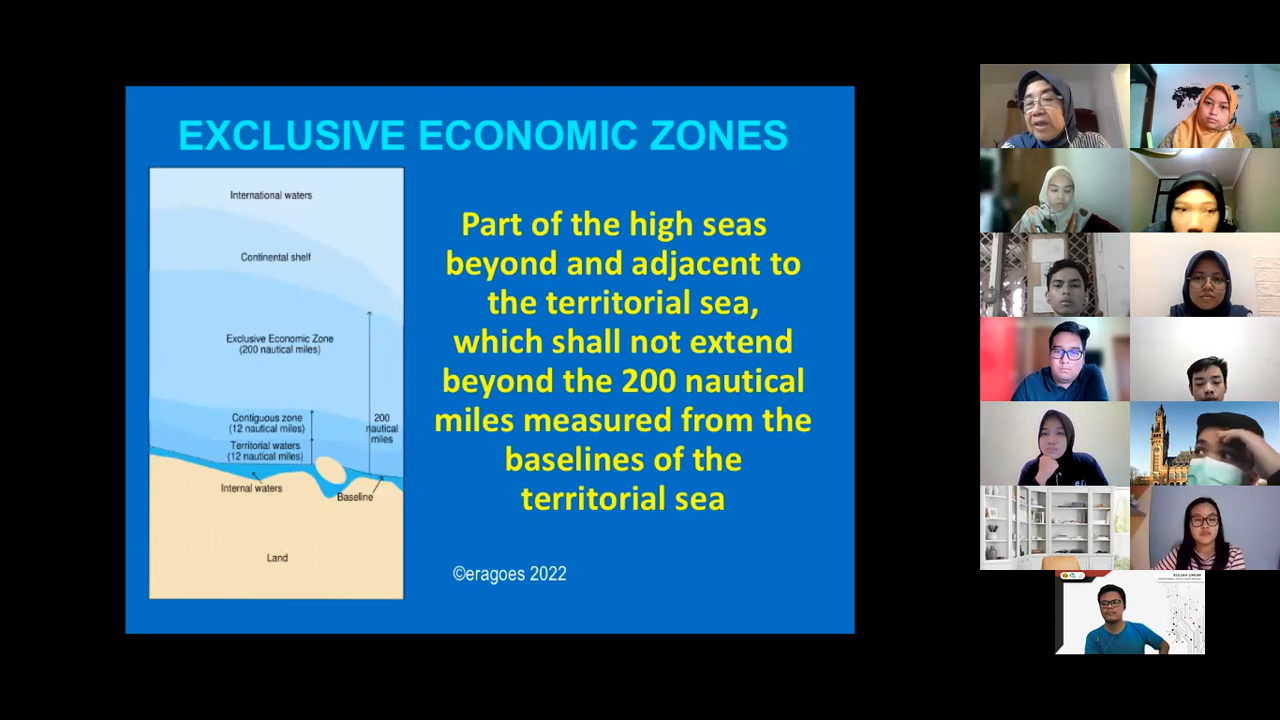 EXCLUSIVE ECONOMIC ZONES
International waters
Continental shelf
Exclusive Economic Zone
(200 nautical miles)
Contiguous zone
(12 nautical miles)
200
nautical
miles
Territorial waters
(12 nautical miles)
Internal waters
Baseline
Land
Part of the high seas
beyond and adjacent to
the territorial sea,
which shall not extend
beyond the 200 nautical
miles measured from the
baselines of the
territorial sea
©eragoes 2022
KULIAH UMUM